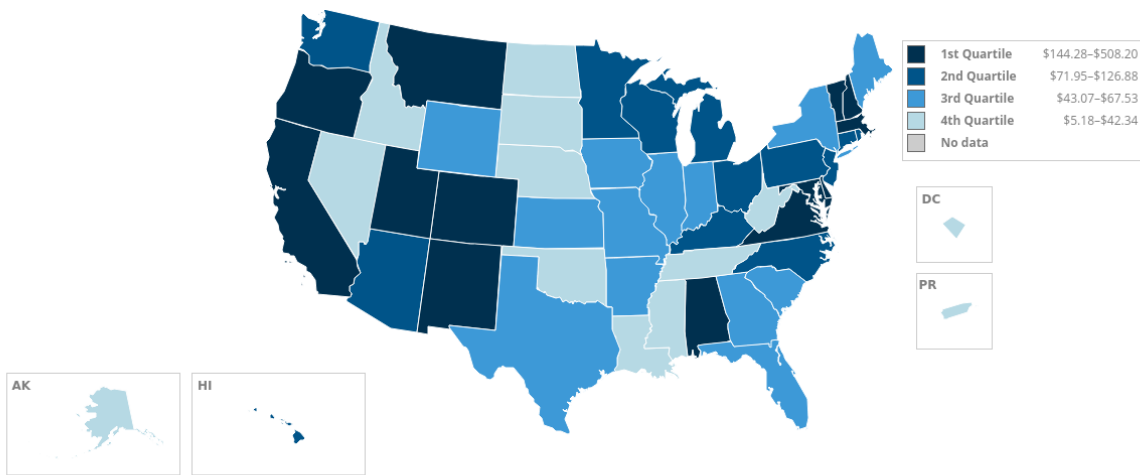 1st Quartile $144.28–$508.20
2nd Quartile $71.95–$126.88
3rd Quartile $43.07–$67.53
4th Quartile $5.18–$42.34
No data
DC
PR
AK
HI